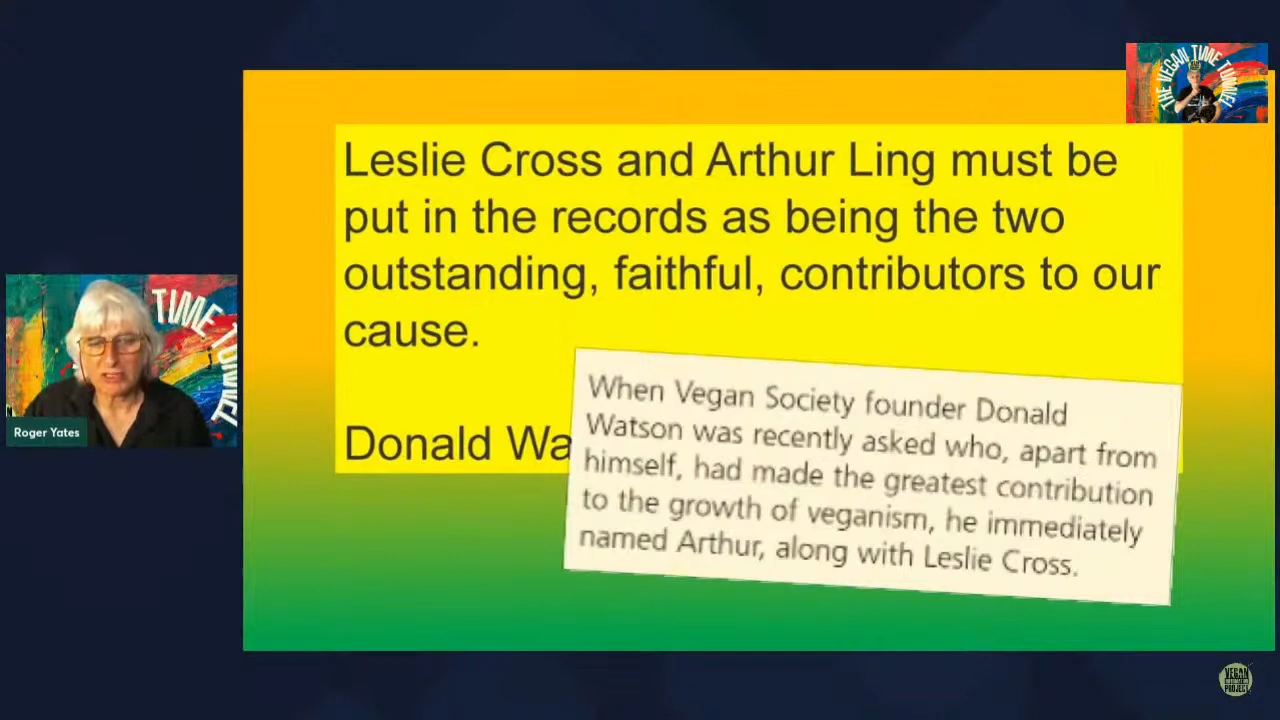 THE VEGAN TIME TUNNEL
Leslie Cross and Arthur Ling must be
put in the records as being the two
outstanding, faithful, contributors to our
cause.
Donald Wa
When Vegan Society founder Donald
Watson was recently asked who, apart from
himself, had made the greatest contribution
to the growth of veganism, he immediately
named Arthur, along with Leslie Cross.
TIME TUNNEL
Roger Yates
VEGAN
INFORMATION
PROJECT